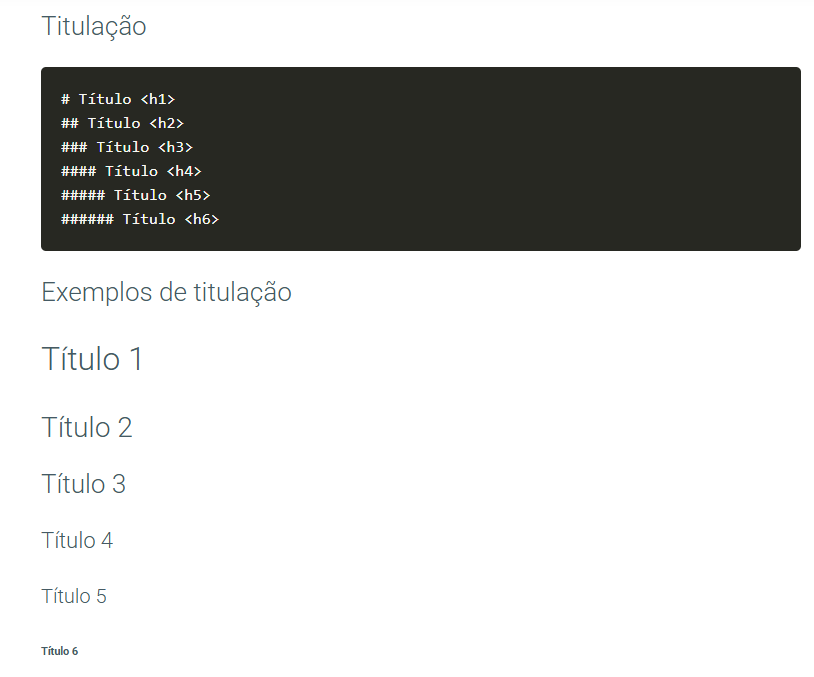 Titulação
# Título <h1>
## Título <h2>
### Título <h3>
#### Título <h4>
##### Título <h5>
###### Título <h6>
Exemplos de titulação
Título 1
Título 2
Título 3
Título 4
Título 5
Título 6